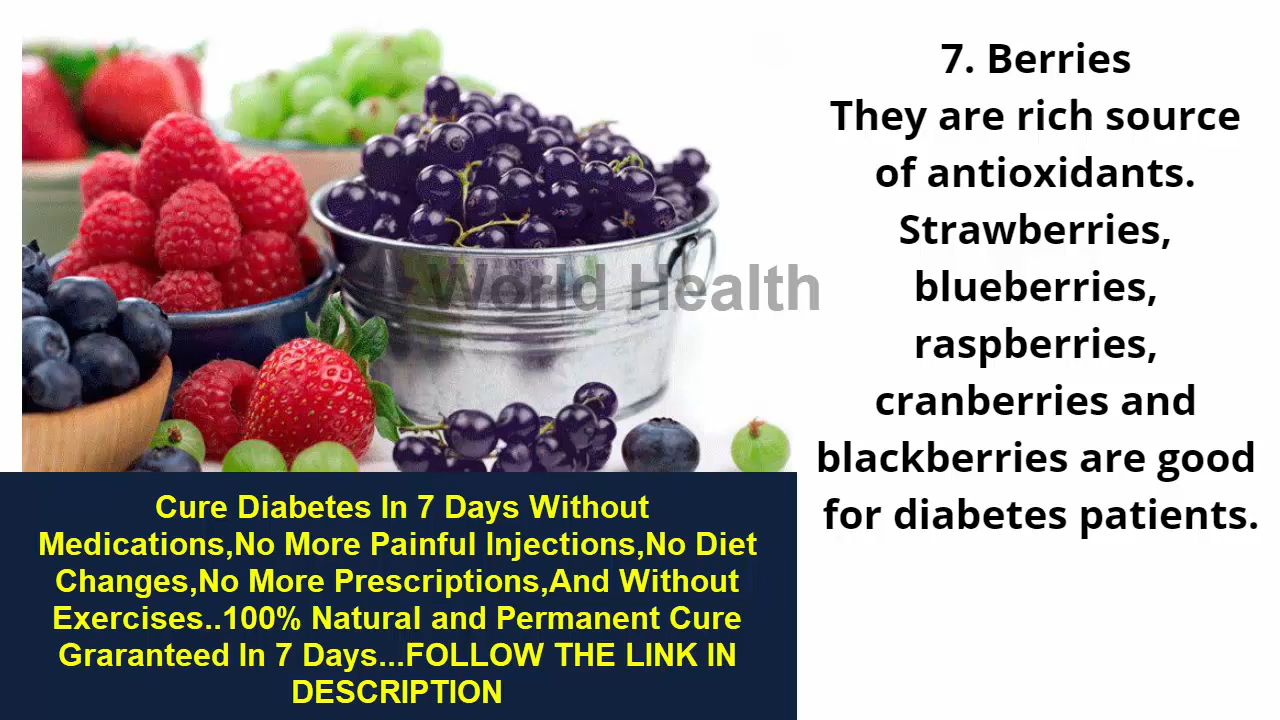 7. Berries
They are rich source
of antioxidants.
Strawberries,
blueberries,
raspberries,
cranberries and
blackberries are good
for diabetes patients.
World Health
Cure Diabetes In 7 Days Without
Medications,No More Painful Injections,No Diet
Changes,No More Prescriptions,And Without
Exercises..100% Natural and Permanent Cure
Graranteed In 7 Days...FOLLOW THE LINK IN
DESCRIPTION